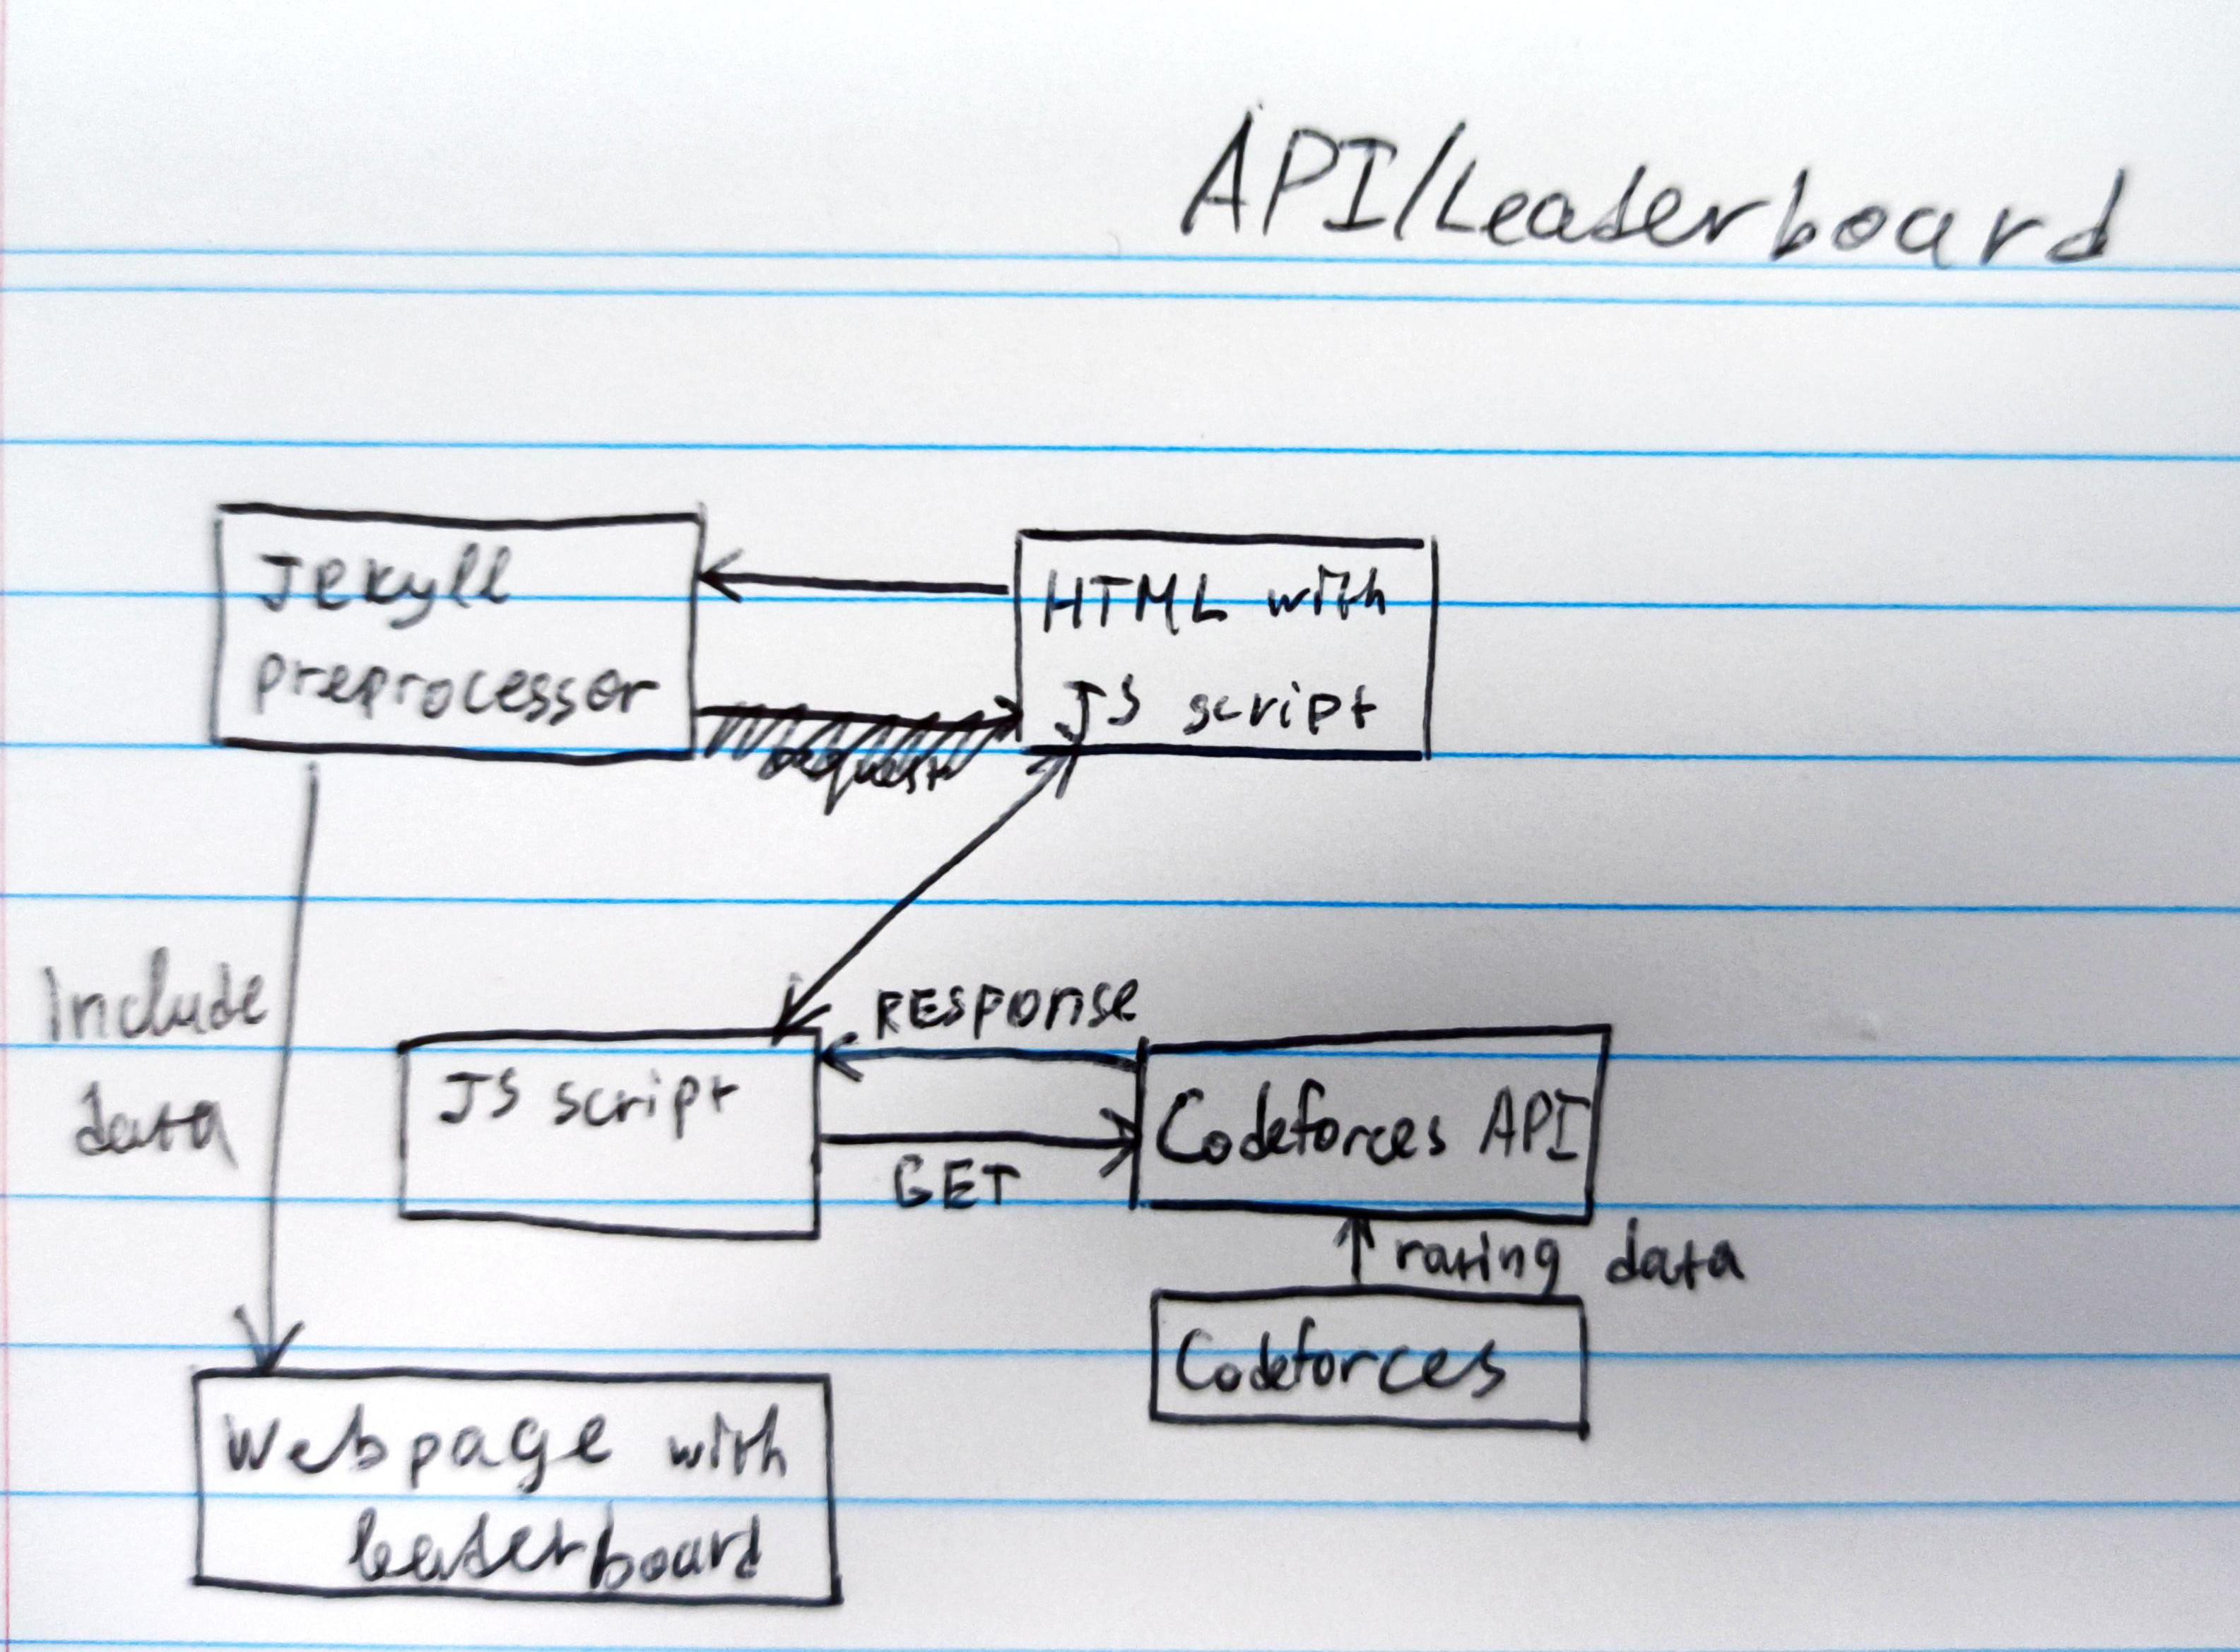 API/Leaderboard
Jekyll
preprocessor
HTML with
JS script
request
Include
data
RESPONSE
JS script
GET
Codeforces API
rating data
Codeforces
Webpage with
leaderboard